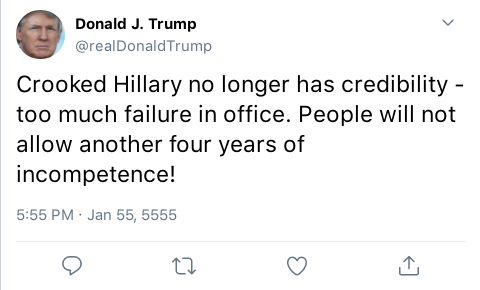 Donald J. Trump
@realDonaldTrump
Crooked Hillary no longer has credibility -
too much failure in office. People will not
allow another four years of
incompetence!
5:55 PM · Jan 55, 5555